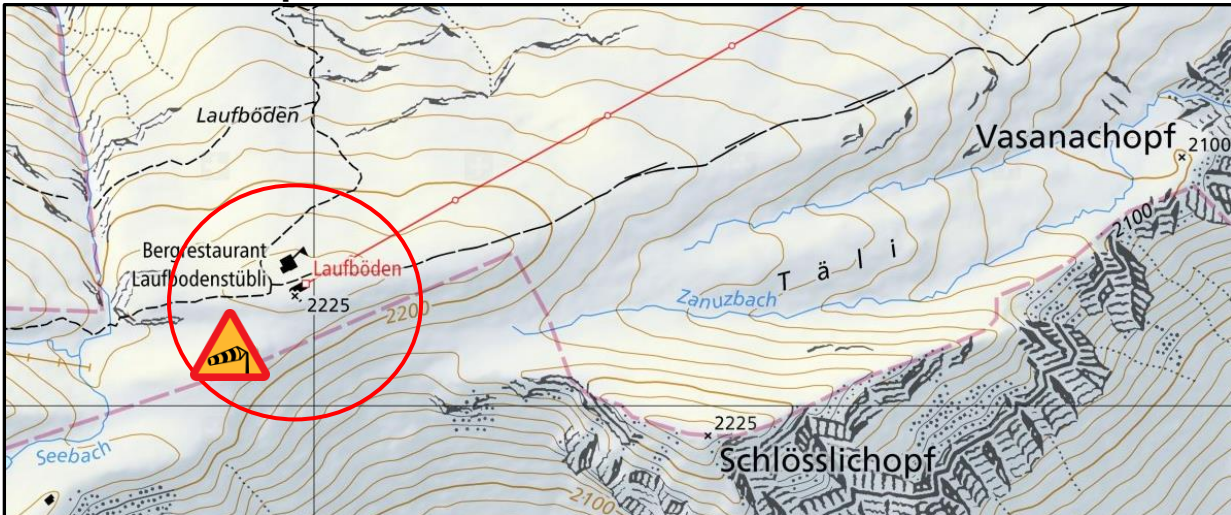 Laufböden
Vasanachopf
2100
Bergrestaurant
Laufbodenstübli
Laufböden
2225
2200
Täli
Zanuzbach
2100
2225
Schlösslichopf
Seebach
2100